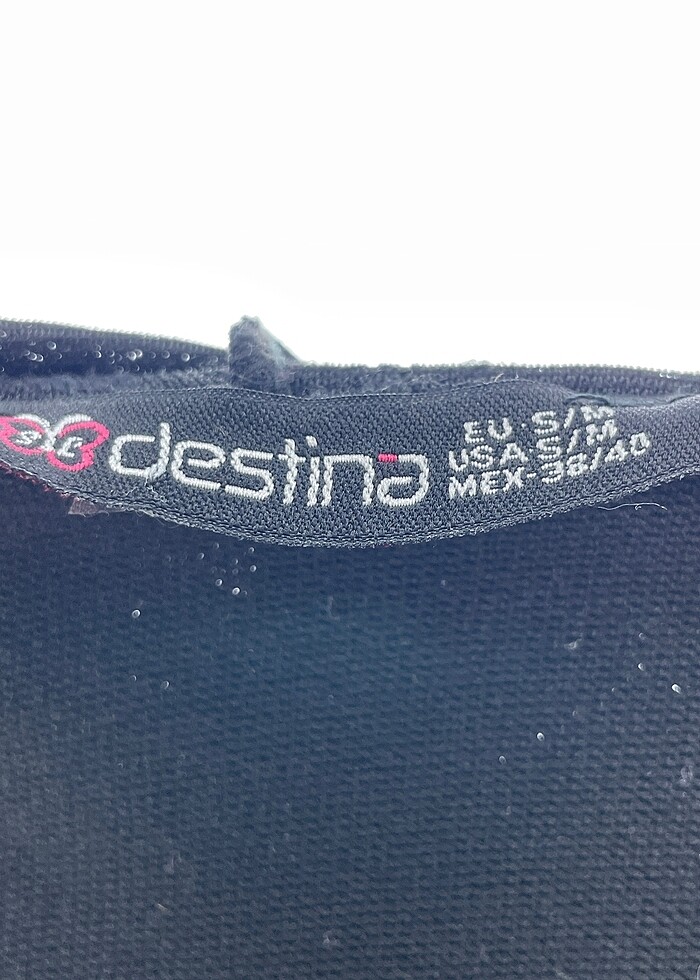 destina
EU-S/M
USA S/M
MEX-36/40